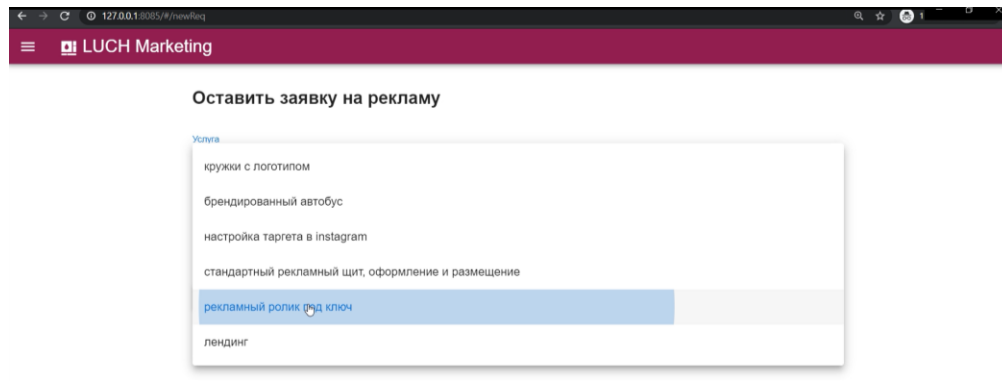 127.0.0.1:8085/#/newReq
LUCH Marketing
Оставить заявку на рекламу
Услуга
кружки с логотипом
брендированный автобус
настройка таргета в instagram
стандартный рекламный щит, оформление и размещение
рекламный ролик под ключ
лендинг